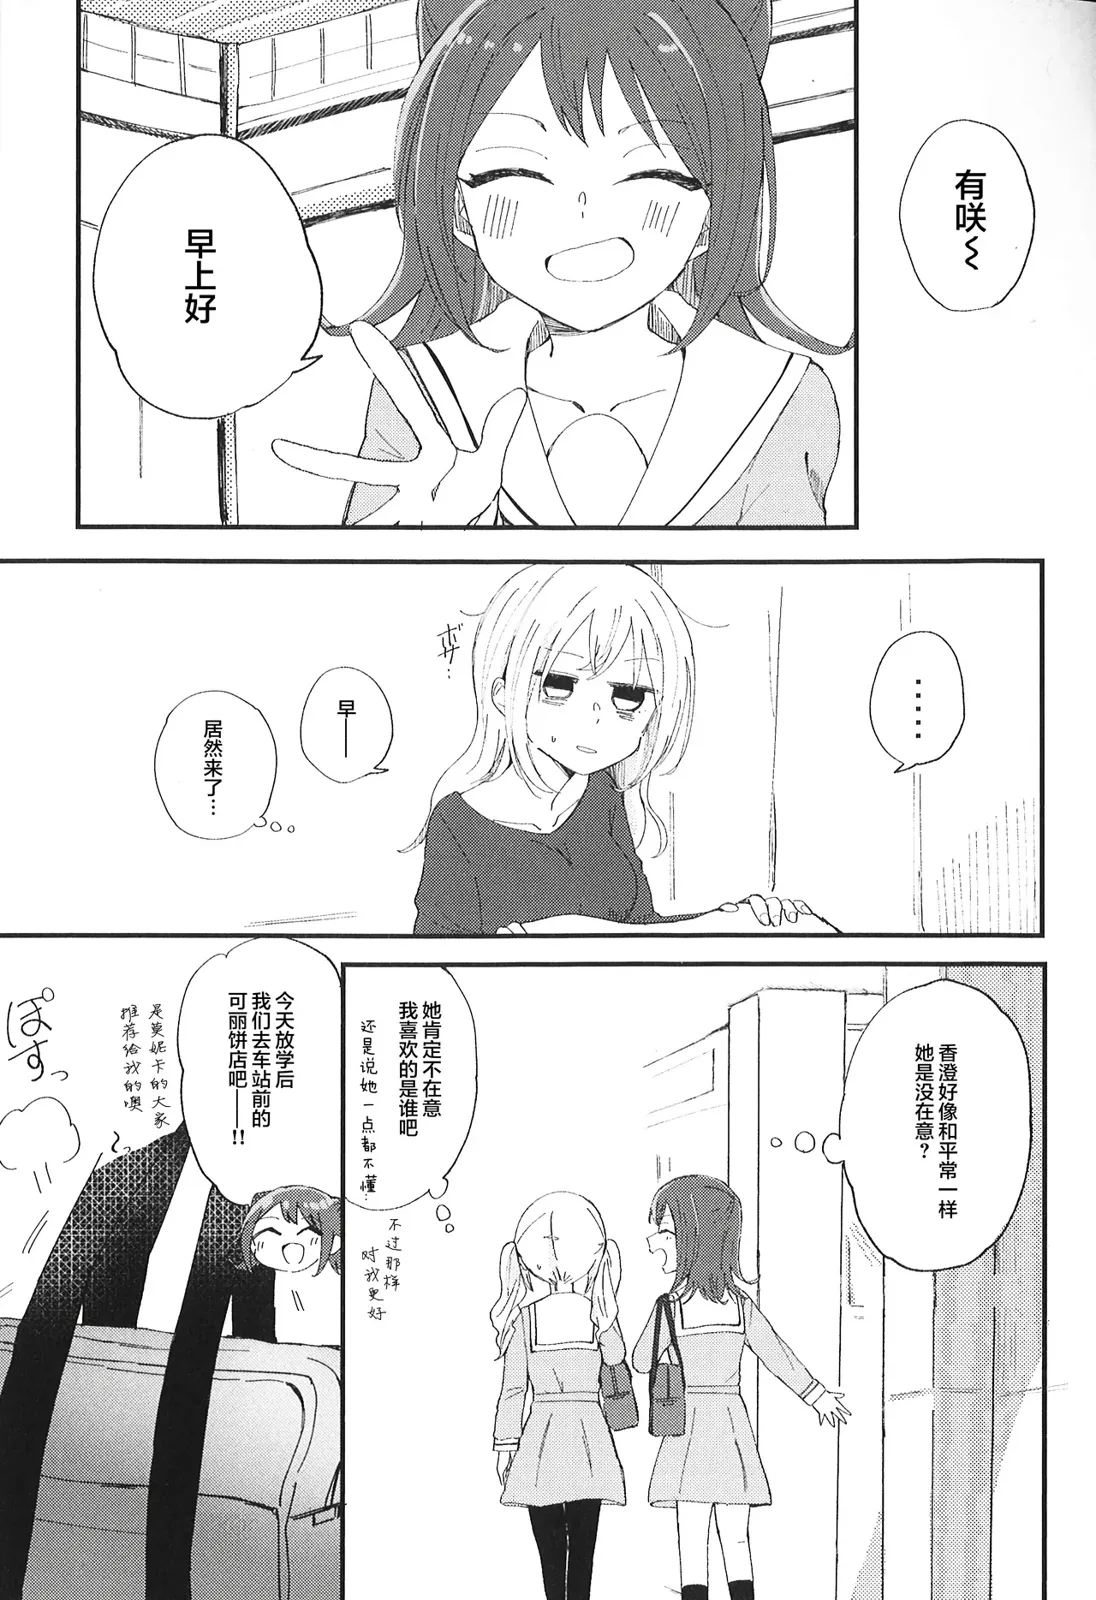 有咲～
早上好
……
ボサ…
早——
居然来了…
香澄好像和平常一样
她是没在意？
她肯定不在意
我喜欢的是谁吧
还是说她一点都不懂…
不过那样
对我更好
今天放学后
我们去车站前的
可丽饼店吧——!!
是莫妮卡的大家
推荐给我的噢
ぽすっ